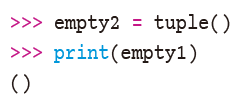 >>> empty2 = tuple()
>>> print(empty1)
()